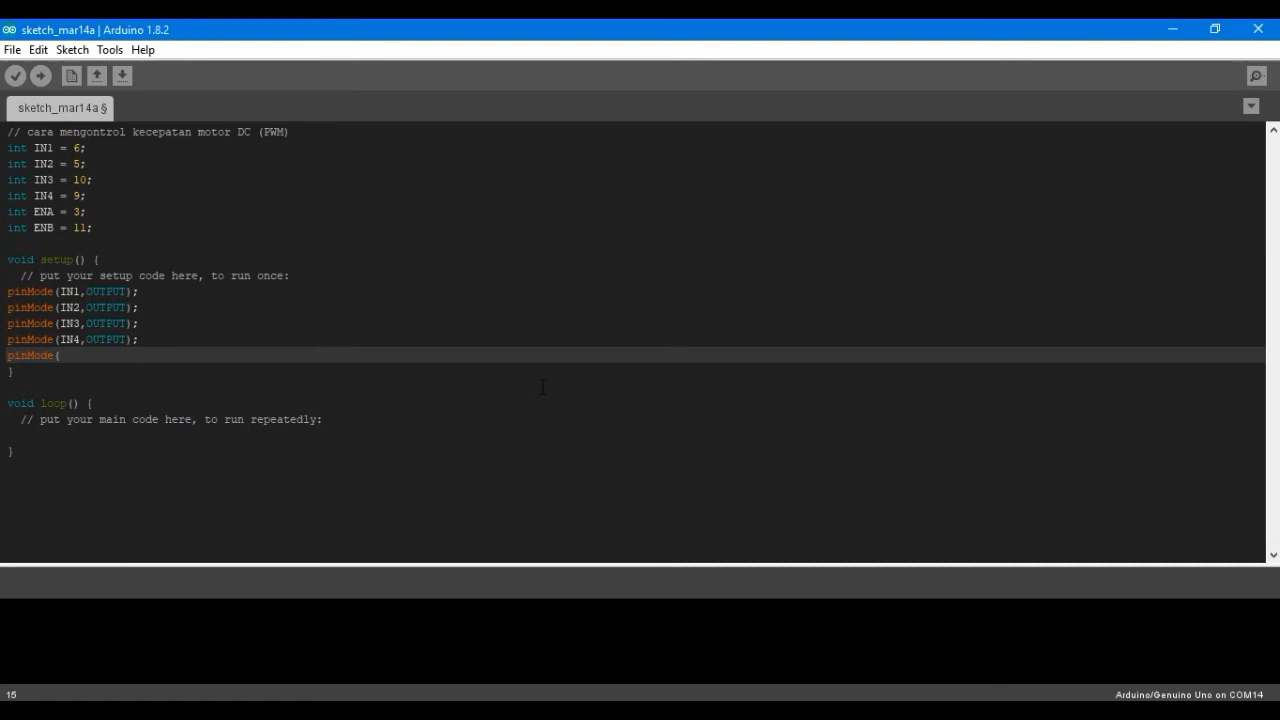 sketch_mar14a | Arduino 1.8.2
File Edit Sketch Tools Help
sketch_mar14a §
// cara mengontrol kecepatan motor DC (PWM)
int IN1 = 6;
int IN2 = 5;
int IN3 = 10;
int IN4 = 9;
int ENA = 3;
int ENB = 11;
void setup() {
// put your setup code here, to run once:
pinMode(IN1,OUTPUT);
pinMode(IN2,OUTPUT);
pinMode(IN3,OUTPUT);
pinMode(IN4,OUTPUT);
pinMode(
}
void loop() {
// put your main code here, to run repeatedly:
}
15 Arduino/Genuino Uno on COM14